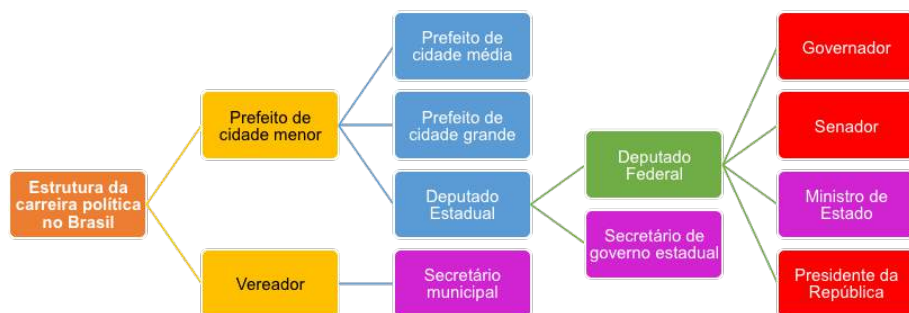 Estrutura da
carreira política
no Brasil
Prefeito de
cidade menor
Vereador
Prefeito de
cidade média
Prefeito de
cidade grande
Deputado
Estadual
Secretário
municipal
Deputado
Federal
Secretário de
governo estadual
Governador
Senador
Ministro de
Estado
Presidente da
República